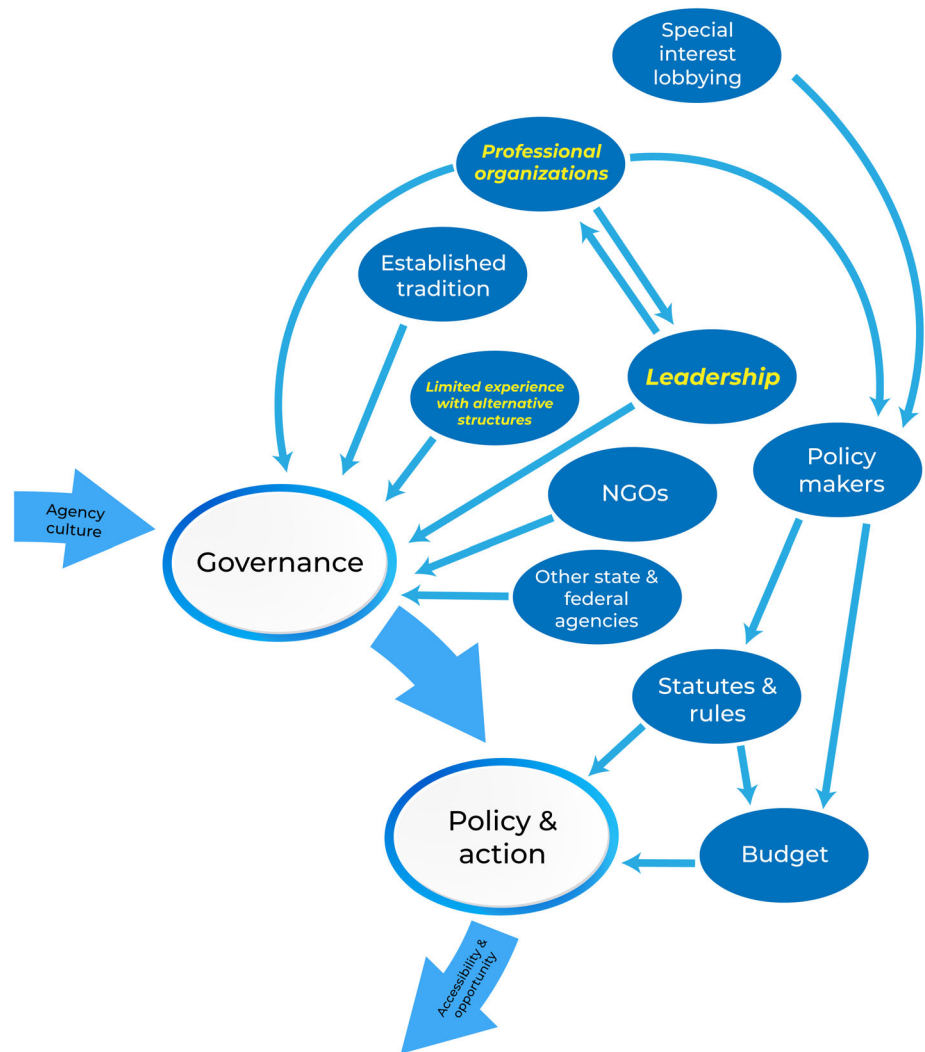 Special
interest
lobbying
Professional
organizations
Established
tradition
Limited experience
with alternative
structures
Leadership
Policy
makers
NGOs
Agency
culture
Governance
Other state &
federal
agencies
Statutes &
rules
Policy &
action
Budget
Accessibility &
opportunity